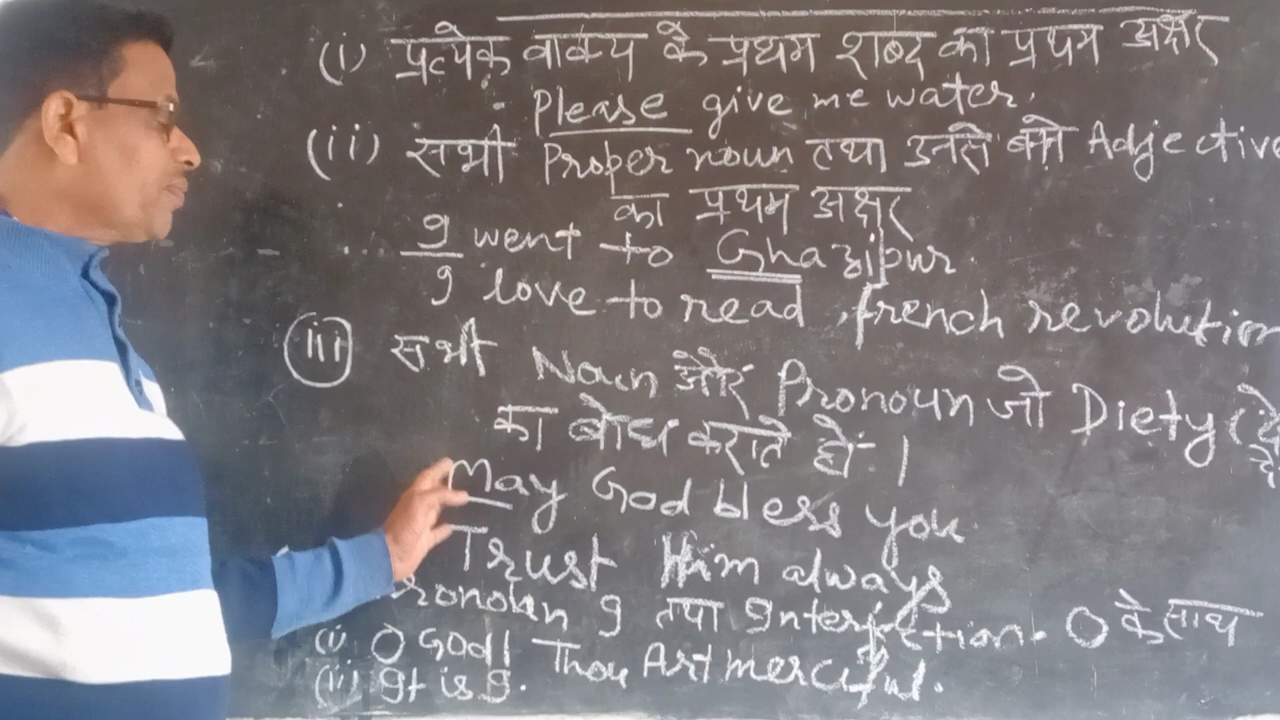 (i) प्रत्येक वाक्य के प्रथम शब्द का प्रथम अक्षर
Please give me water.
(ii) सभी Proper noun तथा उनसे बने Adjective
का प्रथम अक्षर
I went to Ghazipur
I love to read french revolution
(iii) सभी Noun और Pronoun जो Diety (
का बोध कराते हों।
May God bless you
Trust Him always
ronoun I तथा Interjection O के साथ
(i) O God! Thou Art merciful.
(ii) It is I.